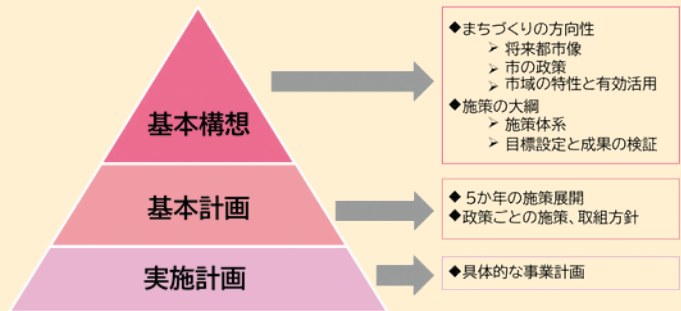 基本構想
◆まちづくりの方向性
➢ 将来都市像
➢ 市の政策
➢ 市域の特性と有効活用
◆施策の大綱
➢ 施策体系
➢ 目標設定と成果の検証
基本計画
◆ 5か年の施策展開
◆政策ごとの施策、取組方針
実施計画
◆具体的な事業計画